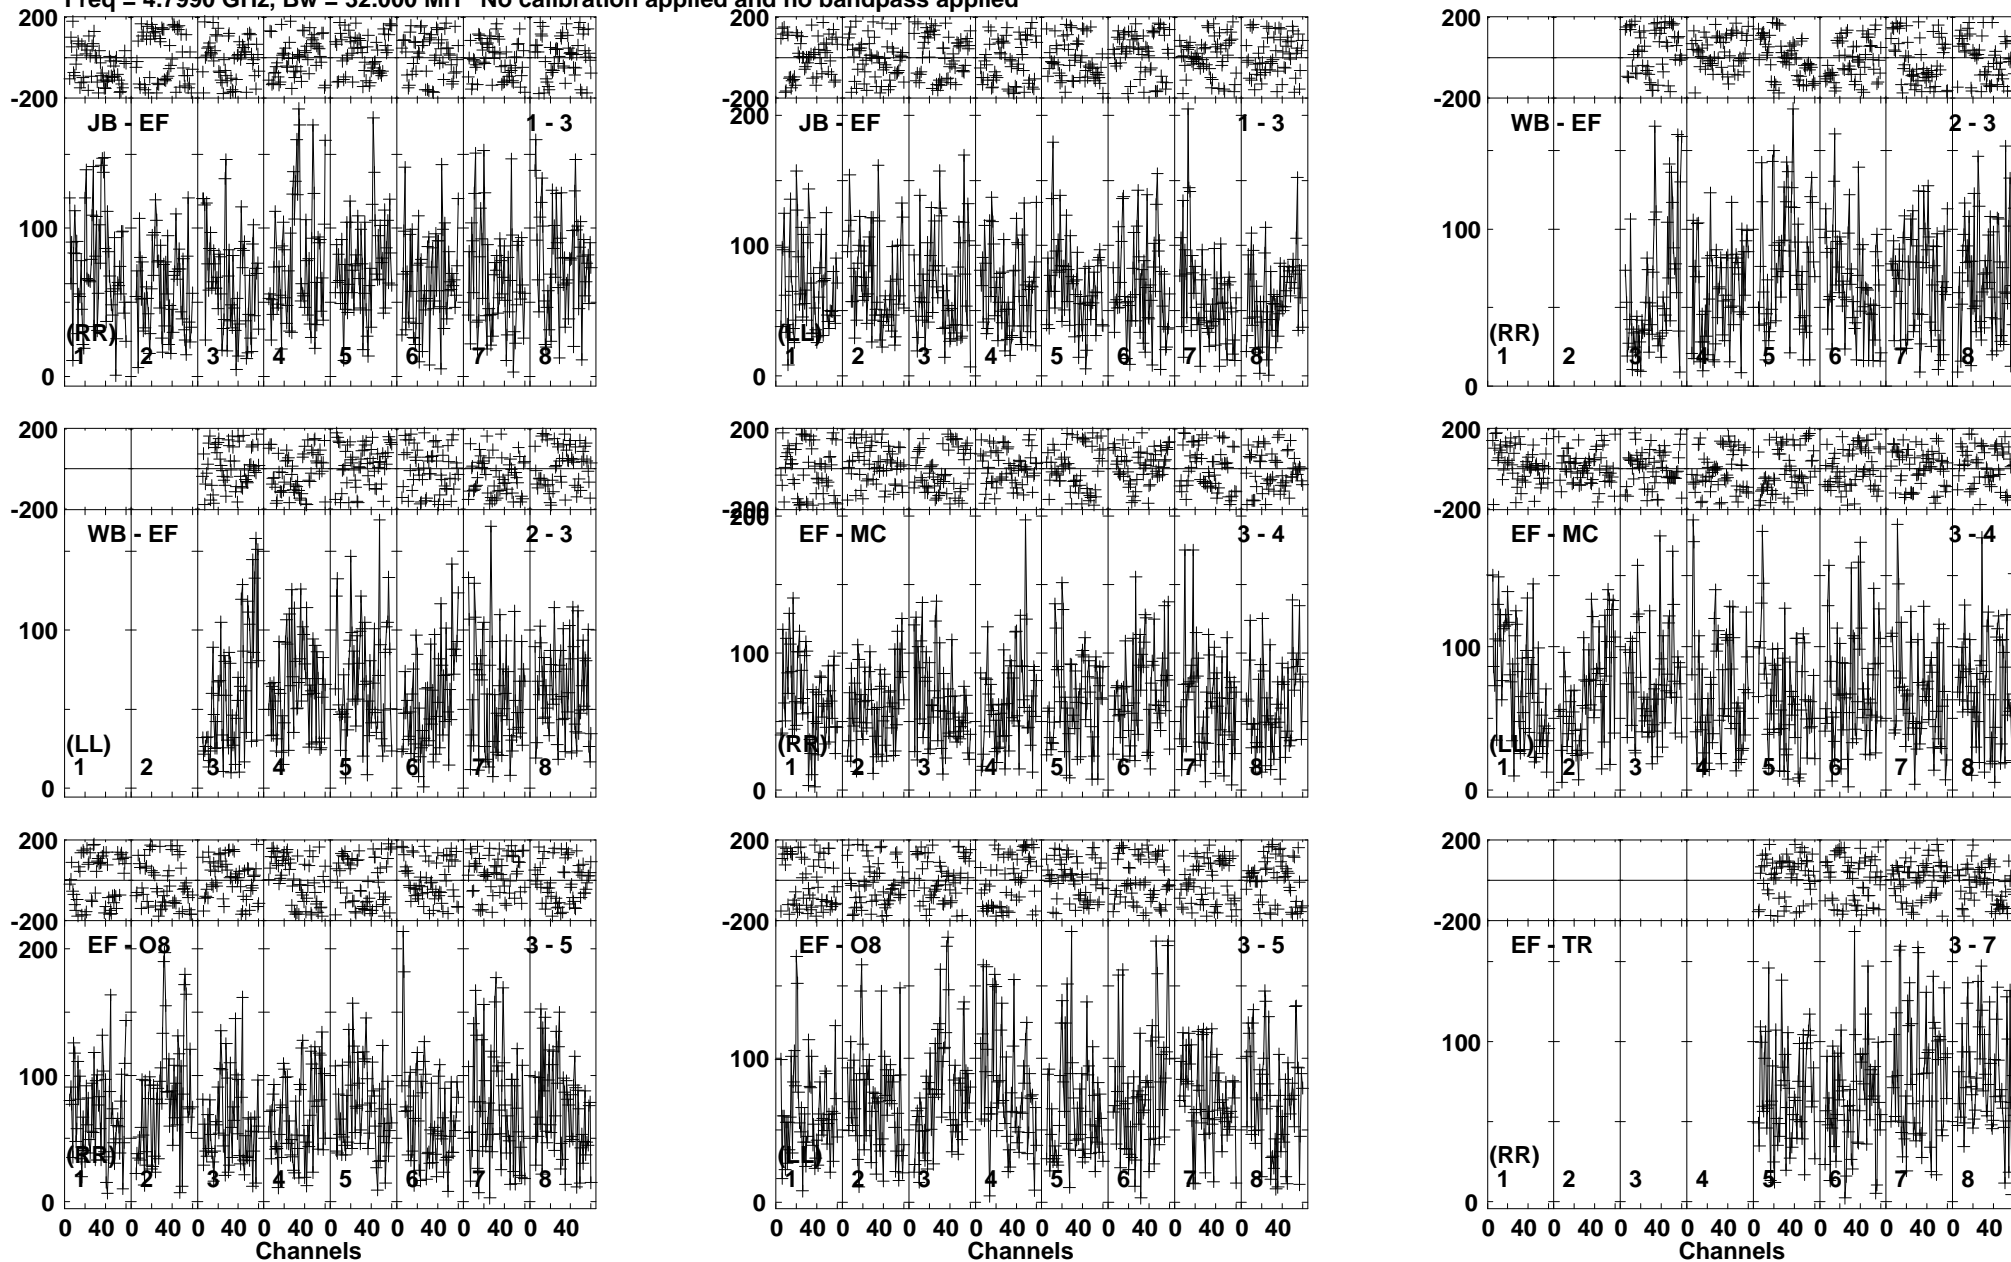 Freq = 4.7990 GHz, Bw = 32.000 MH No calibration applied and no bandpass applied
200 200 200
-200 -200 -200
JB - EF 1 - 3 JB - EF 1 - 3 WB - EF 2 - 3
200
100 100 100
(RR) (LL) (RR)
1 2 3 4 5 6 7 8 1 2 3 4 5 6 7 8 1 2 3 4 5 6 7 8
0 0 0
200 200 200
-200 -200 -200
200
WB - EF 2 - 3 EF - MC 3 - 4 EF - MC 3 - 4
100 100 100
(LL) (RR) (LL)
1 2 3 4 5 6 7 8 1 2 3 4 5 6 7 8 1 2 3 4 5 6 7 8
0 0 0
200 200 200
-200 -200 -200
EF - O8 3 - 5 EF - O8 3 - 5 EF - TR 3 - 7
200
100 100 100
(RR) (LL) (RR)
1 2 3 4 5 6 7 8 1 2 3 4 5 6 7 8 1 2 3 4 5 6 7 8
0 0 0
0 40 0 40 0 40 0 40 0 40 0 40 0 40 0 40 0 40 0 40 0 40 0 40 0 40 0 40 0 40 0 40 0 40 0 40 0 40 0 40 0 40 0 40 0 40 0 40
Channels Channels Channels